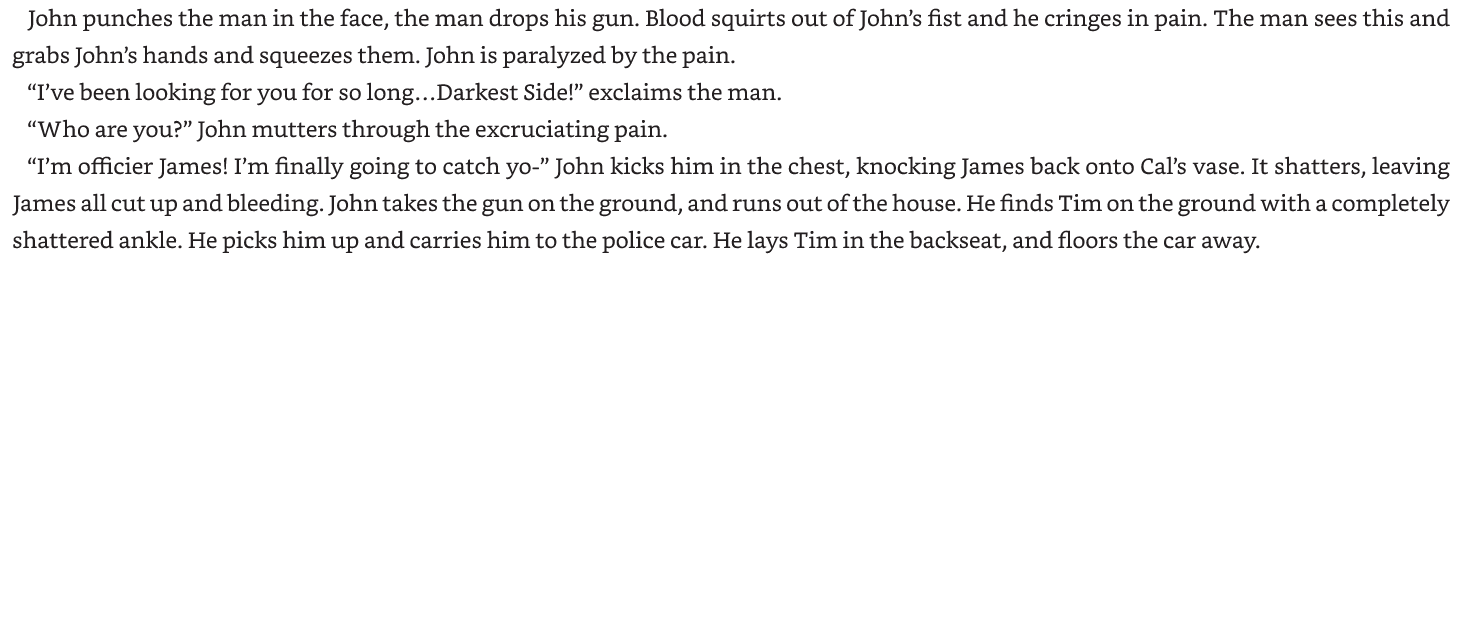 John punches the man in the face, the man drops his gun. Blood squirts out of John’s fist and he cringes in pain. The man sees this and
grabs John’s hands and squeezes them. John is paralyzed by the pain.
“I’ve been looking for you for so long…Darkest Side!” exclaims the man.
“Who are you?” John mutters through the excruciating pain.
“I’m officier James! I’m finally going to catch yo-” John kicks him in the chest, knocking James back onto Cal’s vase. It shatters, leaving
James all cut up and bleeding. John takes the gun on the ground, and runs out of the house. He finds Tim on the ground with a completely
shattered ankle. He picks him up and carries him to the police car. He lays Tim in the backseat, and floors the car away.